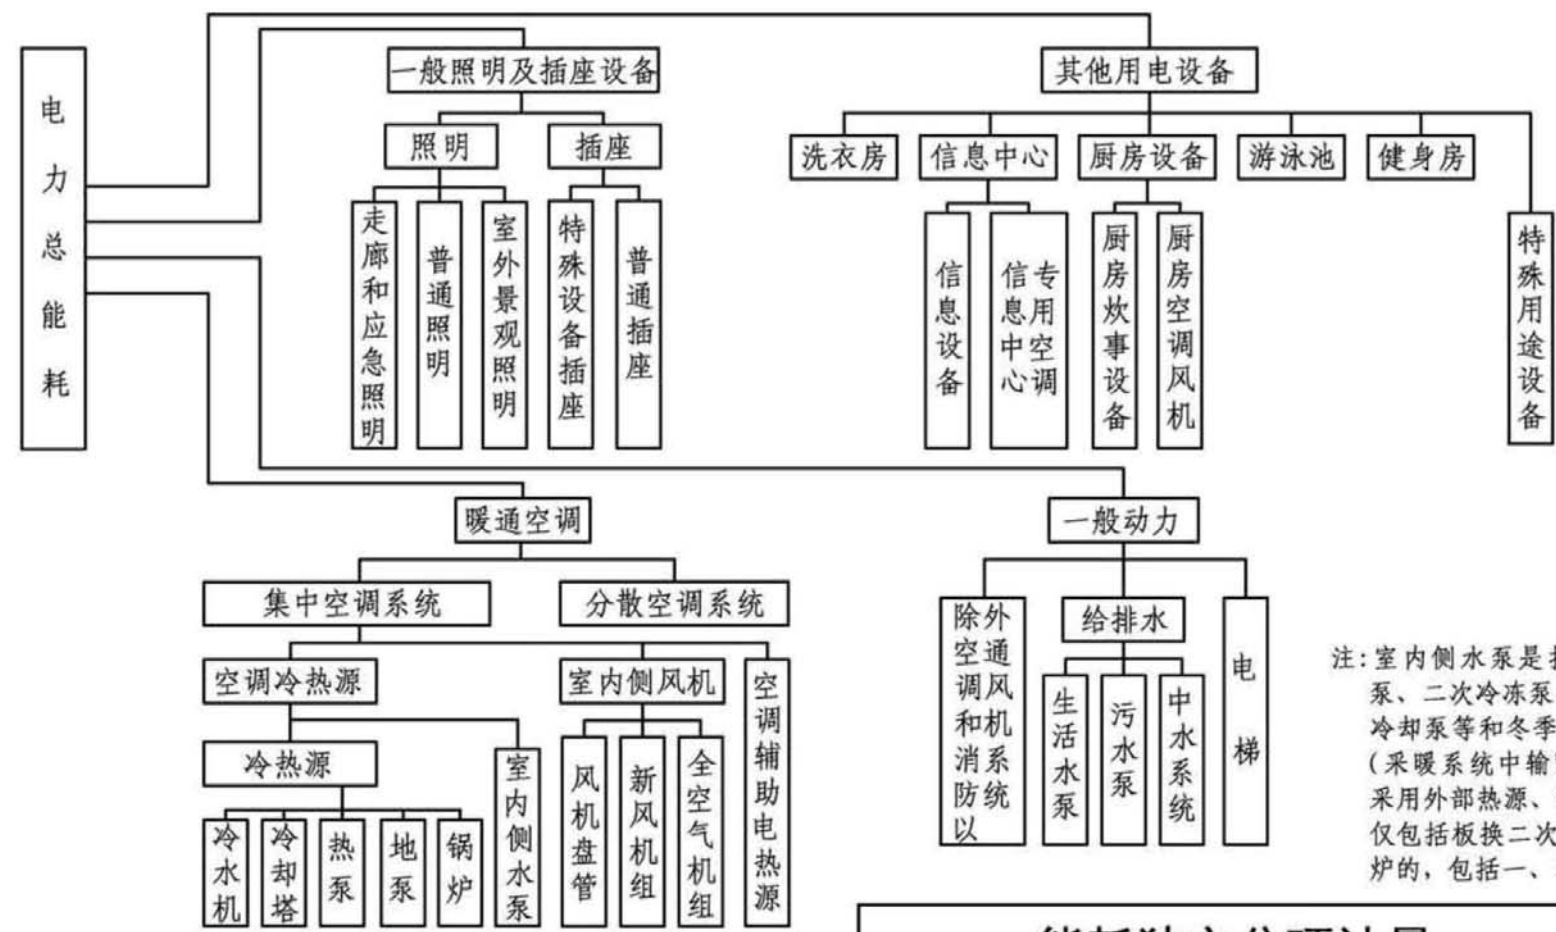 电力总能耗
一般照明及插座设备
其他用电设备
照明
插座
洗衣房
信息中心
厨房设备
游泳池
健身房
走廊和应急照明
普通照明
室外景观照明
特殊设备插座
普通插座
信息设备
信息中心
专用空调
厨房炊事设备
厨房空调风机
特殊用途设备
暖通空调
一般动力
集中空调系统
分散空调系统
除空调和消防以
外通风机系统
给排水
电梯
空调冷热源
室内侧风机
空调辅助电热源
生活水泵
污水泵
中水系统
冷热源
室内侧水泵
风机盘管
新风机组
全空气机组
冷水机
冷却塔
热泵
地泵
锅炉
注:室内侧水泵是
泵、二次冷冻泵
冷却泵等和冬季
(采暖系统中输
采用外部热源、
仅包括板换二次
炉的,包括一、